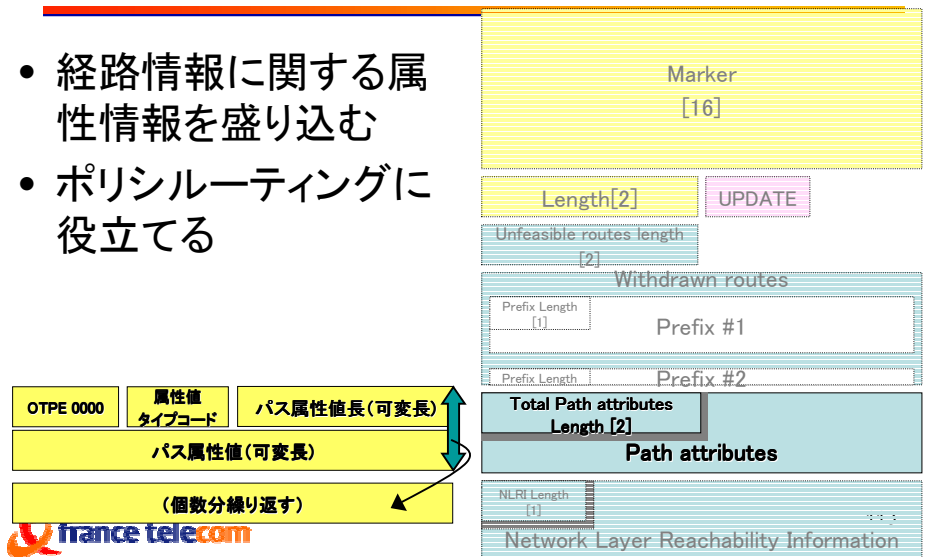 • 経路情報に関する属
性情報を盛り込む
• ポリシルーティングに
役立てる
Marker
[16]
Length[2]
UPDATE
Unfeasible routes length
[2]
Withdrawn routes
Prefix Length
[1]
Prefix #1
Prefix Length
Prefix #2
Total Path attributes
Length [2]
Path attributes
NLRI Length
[1]
Network Layer Reachability Information
OTPE 0000
属性値
タイプコード
パス属性値長(可変長)
パス属性値(可変長)
(個数分繰り返す)
france telecom